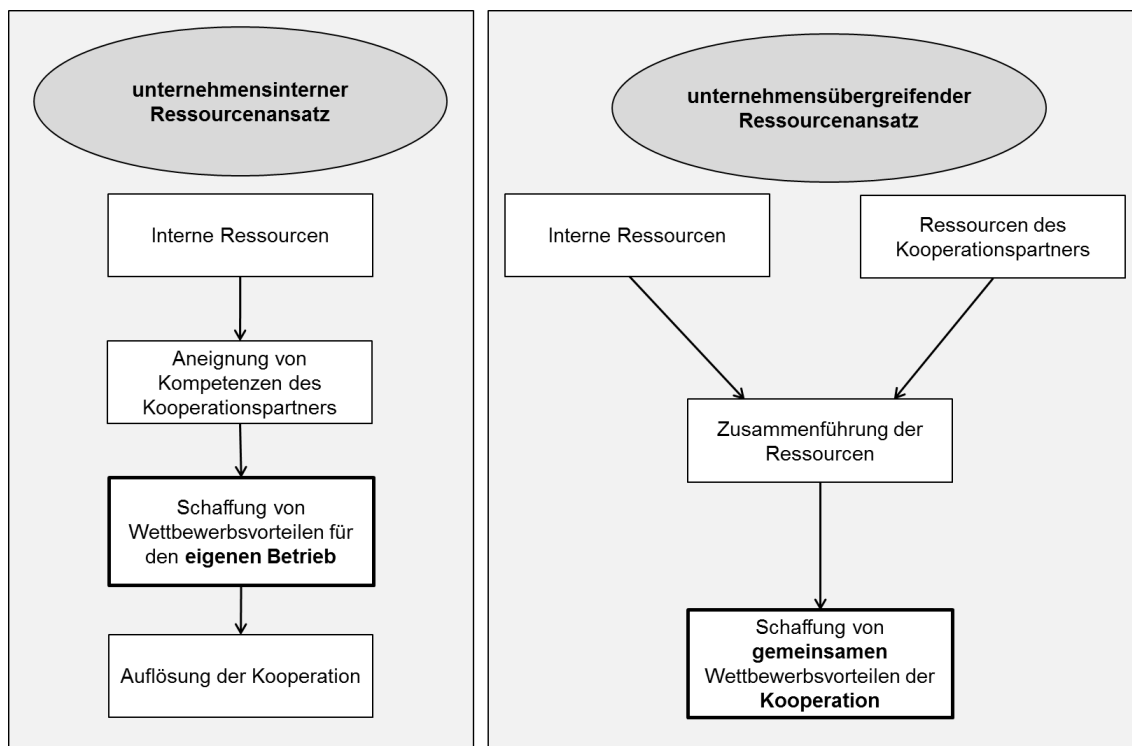 unternehmensinterner
Ressourcenansatz
Interne Ressourcen
Aneignung von
Kompetenzen des
Kooperationspartners
Schaffung von
Wettbewerbsvorteilen für
den eigenen Betrieb
Auflösung der Kooperation
unternehmensübergreifender
Ressourcenansatz
Interne Ressourcen
Ressourcen des
Kooperationspartners
Zusammenführung der
Ressourcen
Schaffung von
gemeinsamen
Wettbewerbsvorteilen der
Kooperation